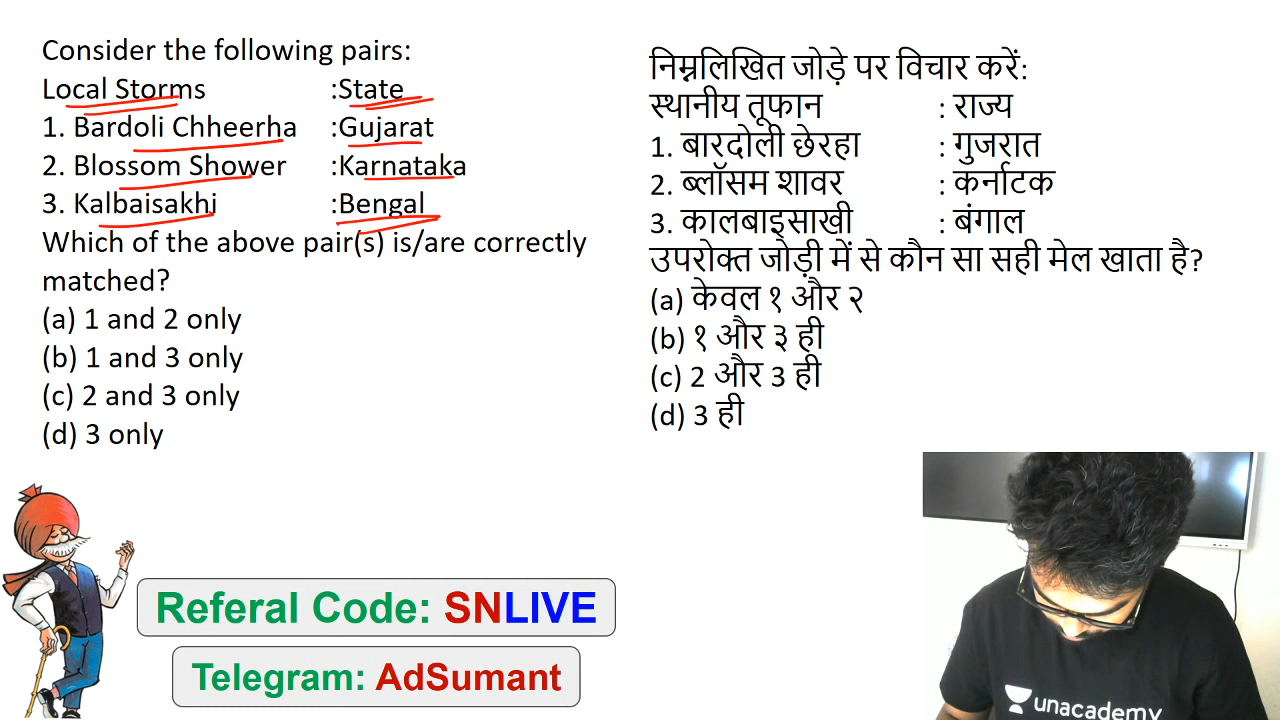 Consider the following pairs:
Local Storms :State
1. Bardoli Chheerha :Gujarat
2. Blossom Shower :Karnataka
3. Kalbaisakhi :Bengal
Which of the above pair(s) is/are correctly
matched?
(a) 1 and 2 only
(b) 1 and 3 only
(c) 2 and 3 only
(d) 3 only
निम्नलिखित जोड़े पर विचार करें:
स्थानीय तूफान : राज्य
1. बारदोली छेरहा : गुजरात
2. ब्लॉसम शावर : कर्नाटक
3. कालबाइसाखी : बंगाल
उपरोक्त जोड़ी में से कौन सा सही मेल खाता है?
(a) केवल १ और २
(b) १ और ३ ही
(c) 2 और 3 ही
(d) 3 ही
Referal Code: SNLIVE
Telegram: AdSumant
unacademy